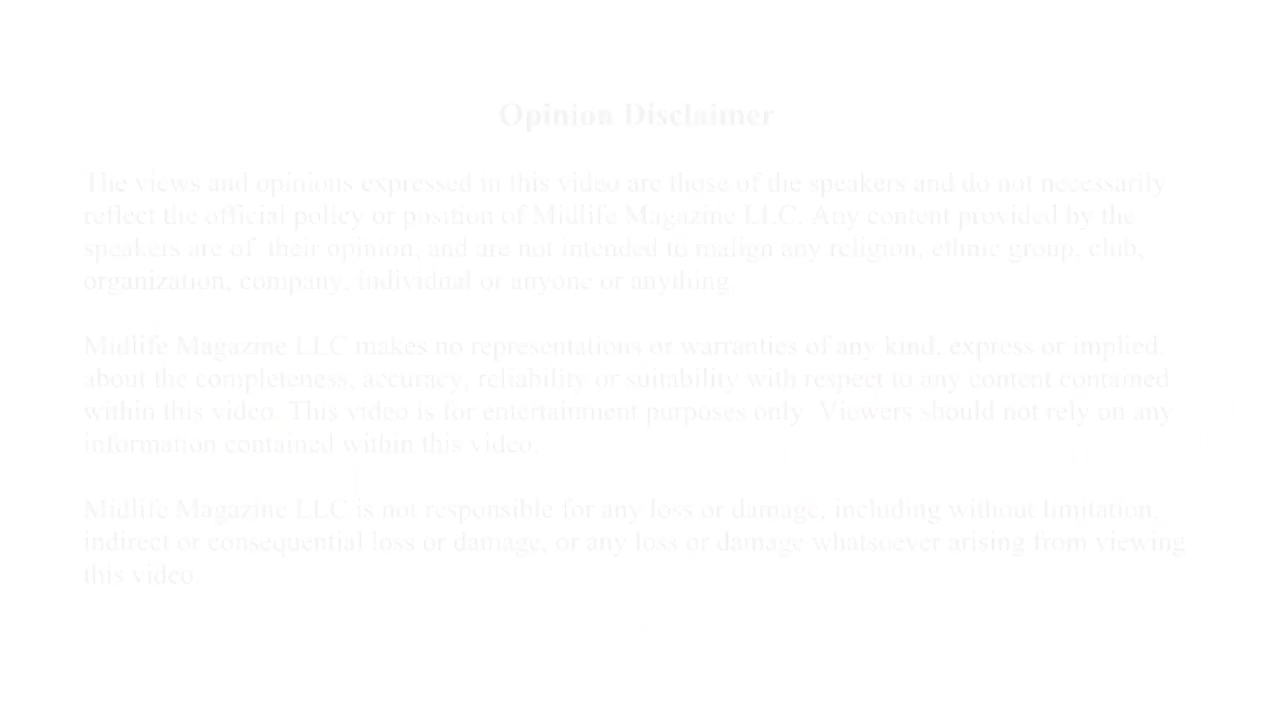 Opinion Disclaimer
The views and opinions expressed in this video are those of the speakers and do not necessarily
reflect the official policy or position of Midlife Magazine LLC. Any content provided by the
speakers are of their opinion, and are not intended to malign any religion, ethnic group, club,
organization, company, individual or anyone or anything.
Midlife Magazine LLC makes no representations or warranties of any kind, express or implied,
about the completeness, accuracy, reliability or suitability with respect to any content contained
within this video. This video is for entertainment purposes only. Viewers should not rely on any
information contained within this video.
Midlife Magazine LLC is not responsible for any loss or damage, including without limitation,
indirect or consequential loss or damage, or any loss or damage whatsoever arising from viewing
this video.